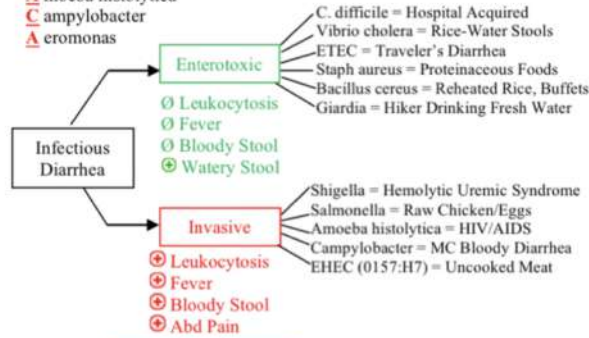 C ampylobacter
A eromonas
Infectious
Diarrhea
Enterotoxic
Ø Leukocytosis
Ø Fever
Ø Bloody Stool
⊕ Watery Stool
C. difficile = Hospital Acquired
Vibrio cholera = Rice-Water Stools
ETEC = Traveler's Diarrhea
Staph aureus = Proteinaceous Foods
Bacillus cereus = Reheated Rice, Buffets
Giardia = Hiker Drinking Fresh Water
Invasive
⊕ Leukocytosis
⊕ Fever
⊕ Bloody Stool
⊕ Abd Pain
Shigella = Hemolytic Uremic Syndrome
Salmonella = Raw Chicken/Eggs
Amoeba histolytica = HIV/AIDS
Campylobacter = MC Bloody Diarrhea
EHEC (0157:H7) = Uncooked Meat